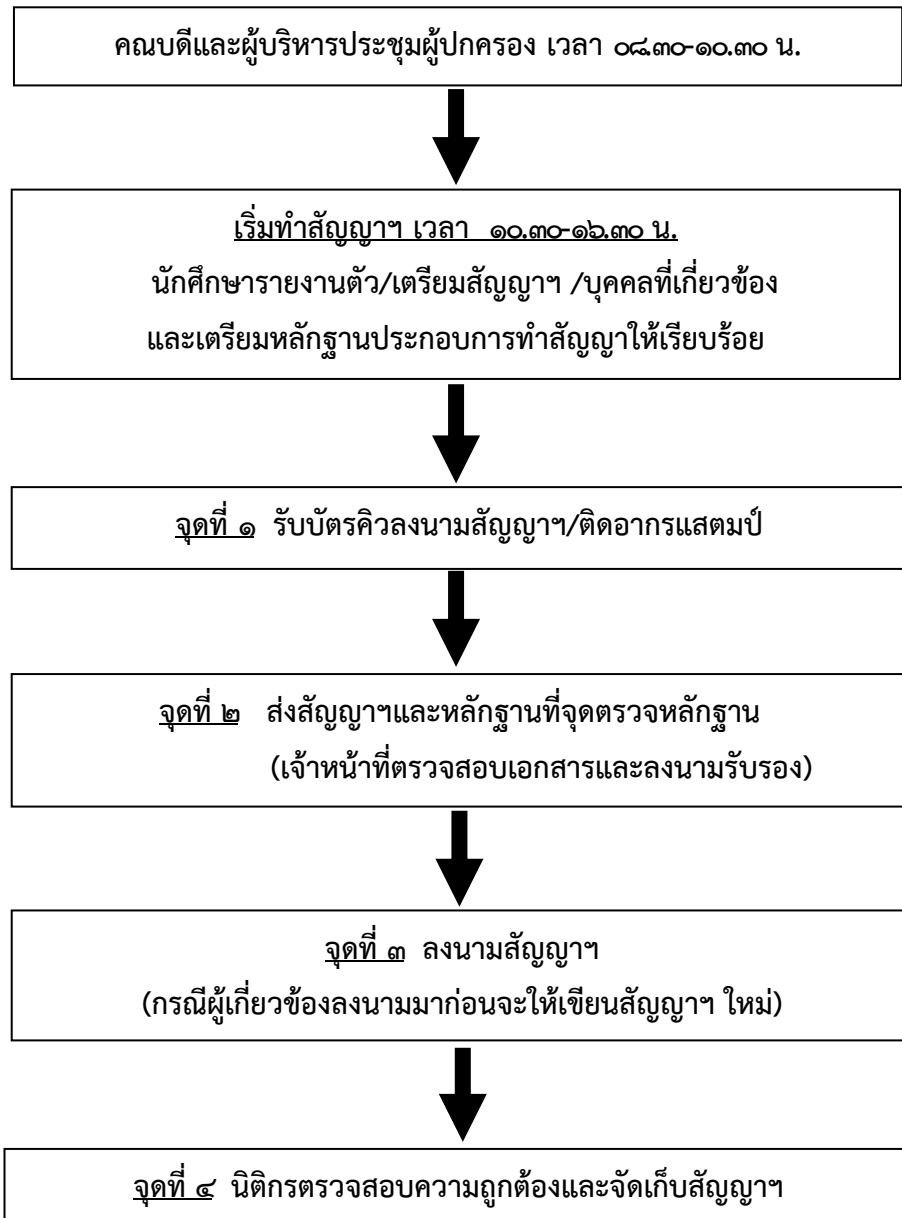 คณบดีและผู้บริหารประชุมผู้ปกครอง เวลา ๐๘.๓๐-๑๐.๓๐ น.
เริ่มทำสัญญาฯ เวลา ๑๐.๓๐-๑๖.๓๐ น.
นักศึกษารายงานตัว/เตรียมสัญญาฯ /บุคคลที่เกี่ยวข้อง
และเตรียมหลักฐานประกอบการทำสัญญาให้เรียบร้อย
จุดที่ ๑ รับบัตรคิวลงนามสัญญาฯ/ติดอากรแสตมป์
จุดที่ ๒ ส่งสัญญาฯและหลักฐานที่จุดตรวจหลักฐาน
(เจ้าหน้าที่ตรวจสอบเอกสารและลงนามรับรอง)
จุดที่ ๓ ลงนามสัญญาฯ
(กรณีผู้เกี่ยวข้องลงนามมาก่อนจะให้เขียนสัญญาฯ ใหม่)
จุดที่ ๔ นิติกรตรวจสอบความถูกต้องและจัดเก็บสัญญาฯ